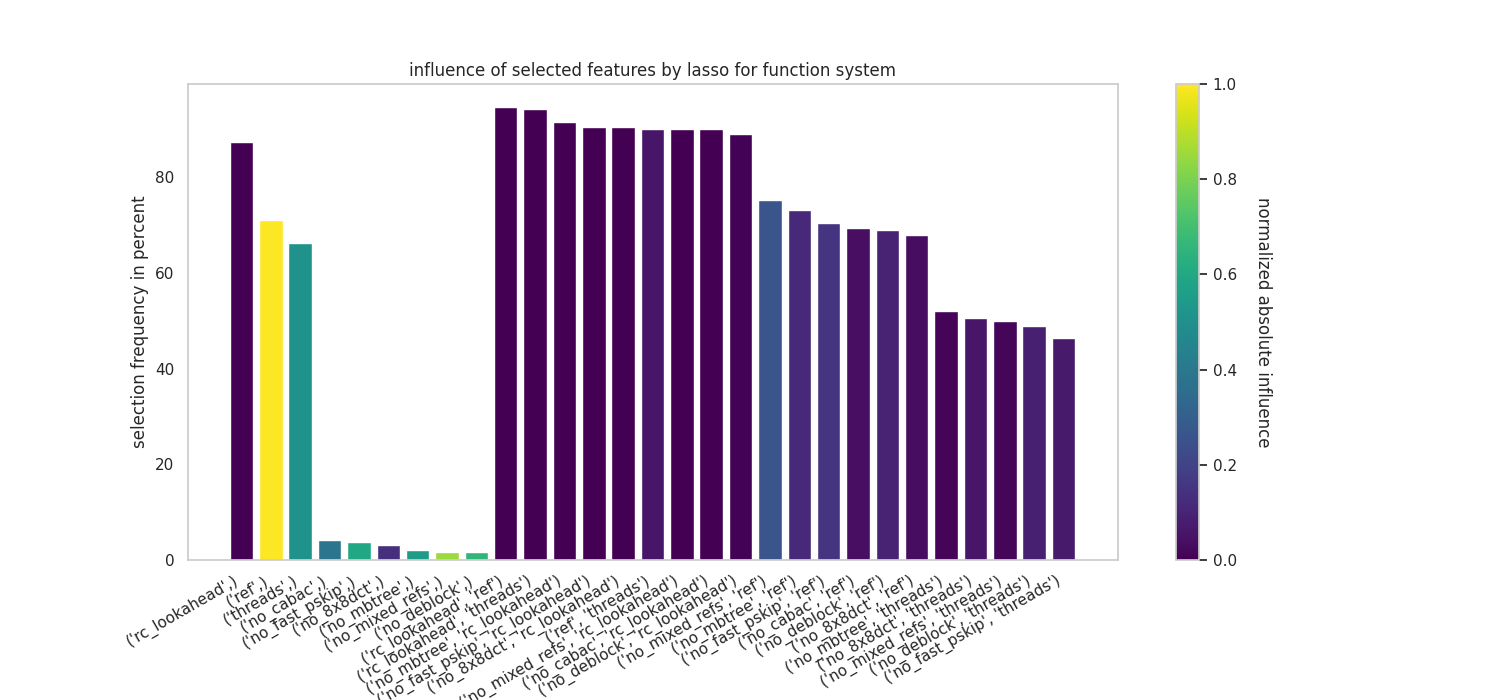 influence of selected features by lasso for function system
selection frequency in percent
80
60
40
20
0
('rc_lookahead',)
('ref',)
('threads',)
('no_cabac',)
('no_fast_pskip',)
('no_8x8dct',)
('no_mbtree',)
('no_mixed_refs',)
('no_deblock',)
('rc_lookahead', 'ref')
('rc_lookahead', 'threads')
('no_mbtree', 'rc_lookahead')
('no_fast_pskip', 'rc_lookahead')
('no_8x8dct', 'rc_lookahead')
('ref', 'threads')
('no_mixed_refs', 'rc_lookahead')
('no_cabac', 'rc_lookahead')
('no_deblock', 'rc_lookahead')
('no_mixed_refs', 'ref')
('no_mbtree', 'ref')
('no_fast_pskip', 'ref')
('no_cabac', 'ref')
('no_deblock', 'ref')
('no_8x8dct', 'ref')
('no_mbtree', 'threads')
('no_8x8dct', 'threads')
('no_mixed_refs', 'threads')
('no_deblock', 'threads')
('no_fast_pskip', 'threads')
1.0
0.8
0.6
0.4
0.2
0.0
normalized absolute influence